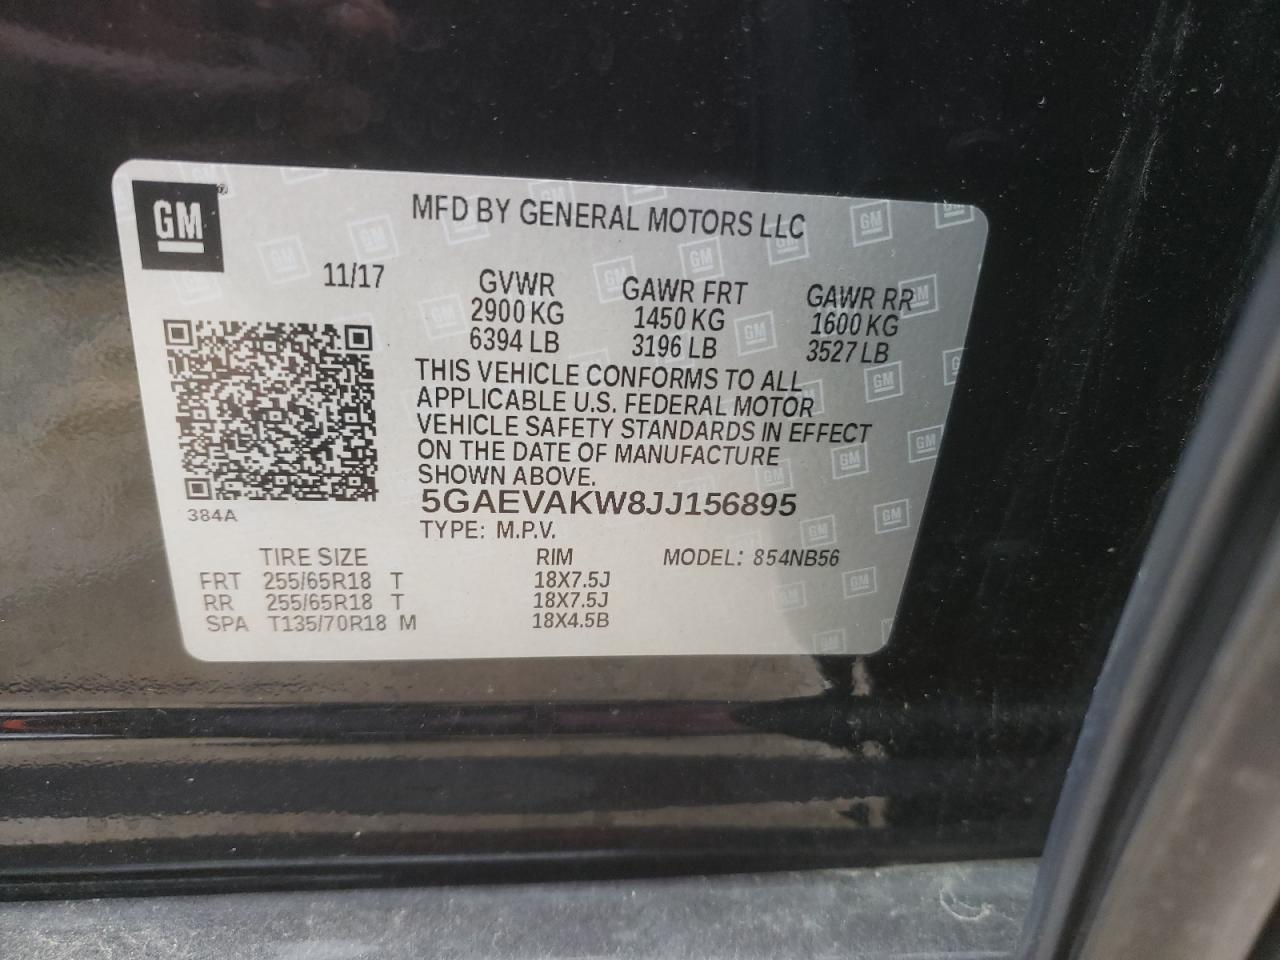 GM
MFD BY GENERAL MOTORS LLC
11/17
GVWR GAWR FRT GAWR RR
2900 KG 1450 KG 1600 KG
6394 LB 3196 LB 3527 LB
THIS VEHICLE CONFORMS TO ALL
APPLICABLE U.S. FEDERAL MOTOR
VEHICLE SAFETY STANDARDS IN EFFECT
ON THE DATE OF MANUFACTURE
SHOWN ABOVE.
5GAEVAKW8JJ156895
384A
TYPE: M.P.V.
TIRE SIZE RIM MODEL: 854NB56
FRT 255/65R18 T 18X7.5J
RR 255/65R18 T 18X7.5J
SPA T135/70R18 M 18X4.5B